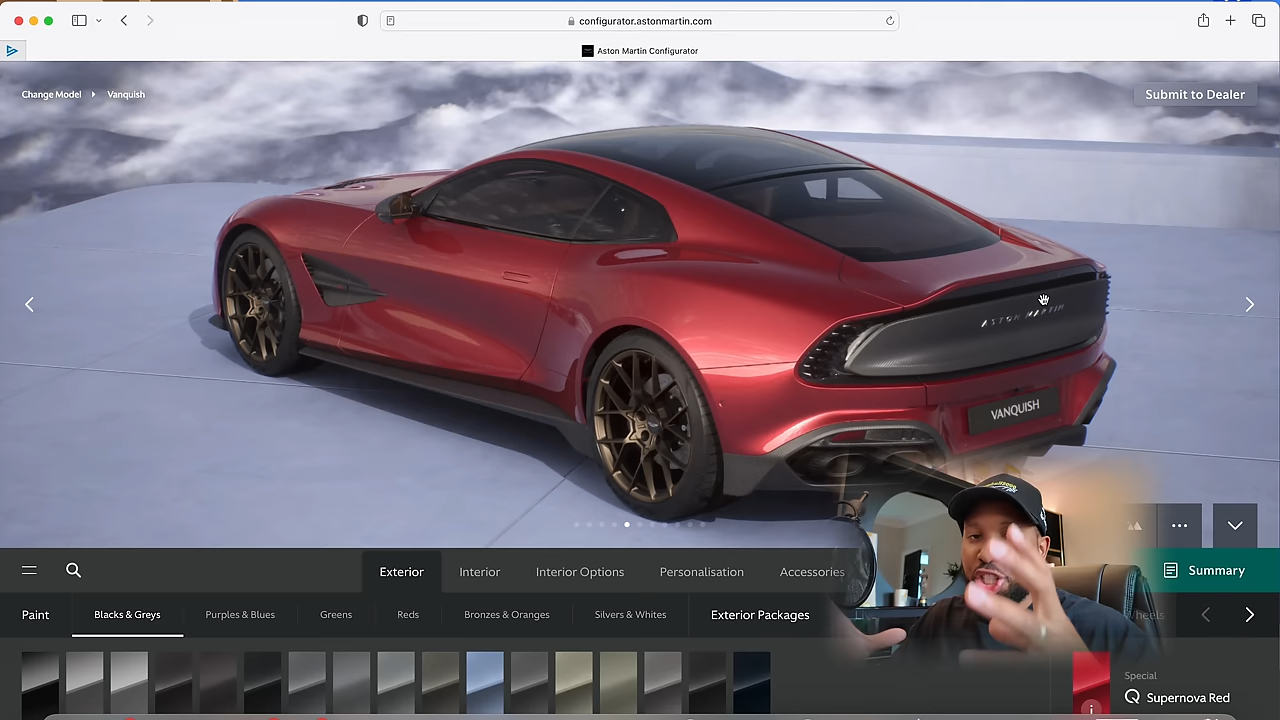 configurator.astonmartin.com
Aston Martin Configurator
Change Model
Vanquish
Submit to Dealer
ASTON MARTIN
VANQUISH
Exterior
Interior
Interior Options
Personalisation
Accessories
Summary
Paint
Blacks & Greys
Purples & Blues
Greens
Reds
Bronzes & Oranges
Silvers & Whites
Exterior Packages
heels
Special
Supernova Red